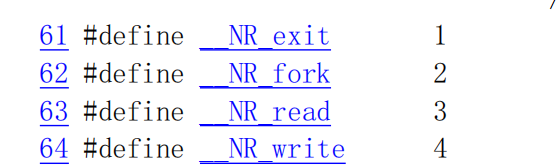 61 #define __NR_exit 1
62 #define __NR_fork 2
63 #define __NR_read 3
64 #define __NR_write 4